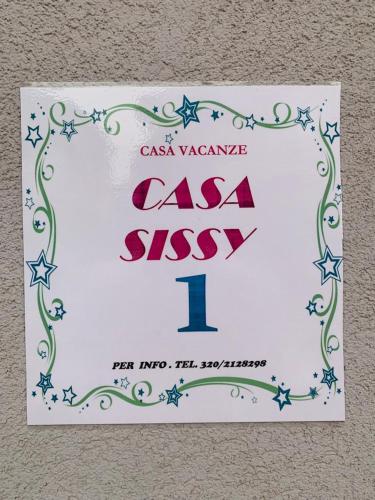 CASA VACANZE
CASA
SISSY
1
PER INFO . TEL. 320/2128298